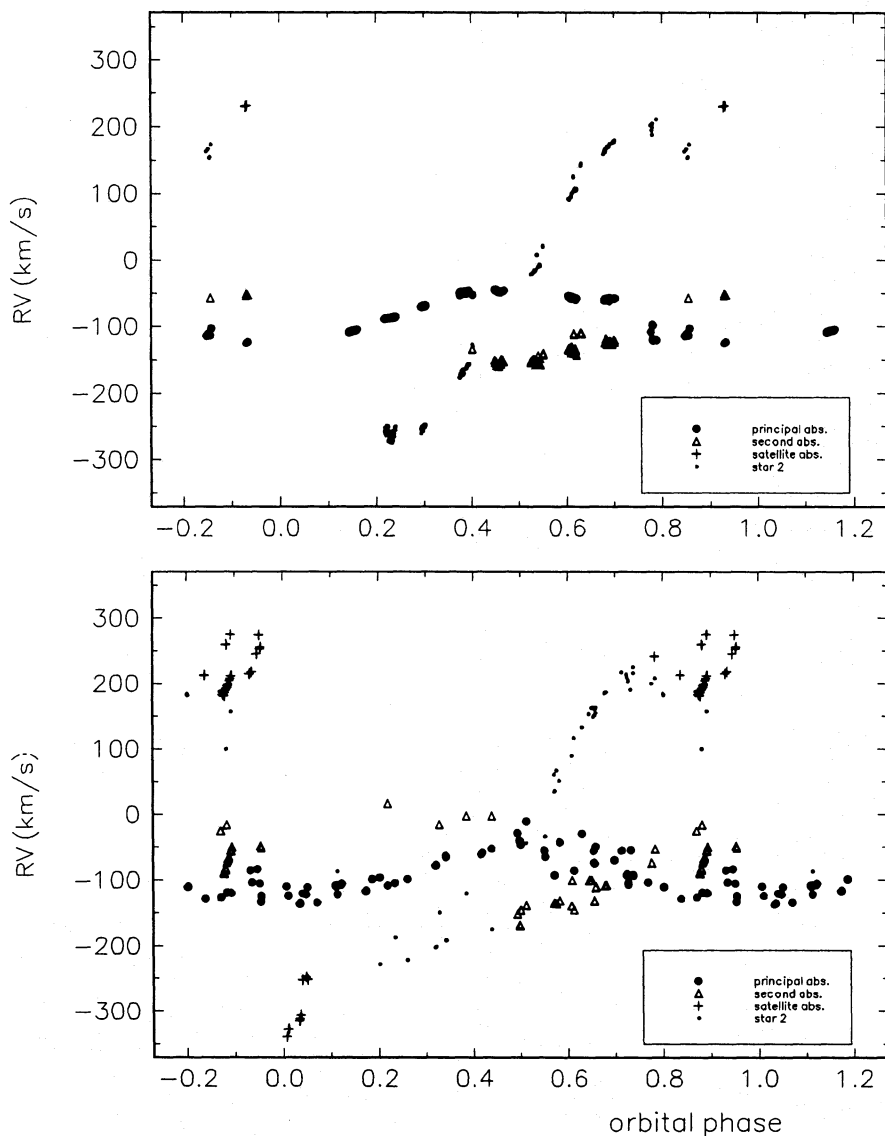 300
200
100
0
−100
−200
−300
RV (km/s)
−0.2 0.0 0.2 0.4 0.6 0.8 1.0 1.2
principal abs.
second abs.
satellite abs.
star 2
300
200
100
0
−100
−200
−300
RV (km/s)
−0.2 0.0 0.2 0.4 0.6 0.8 1.0 1.2
principal abs.
second abs.
satellite abs.
star 2
orbital phase